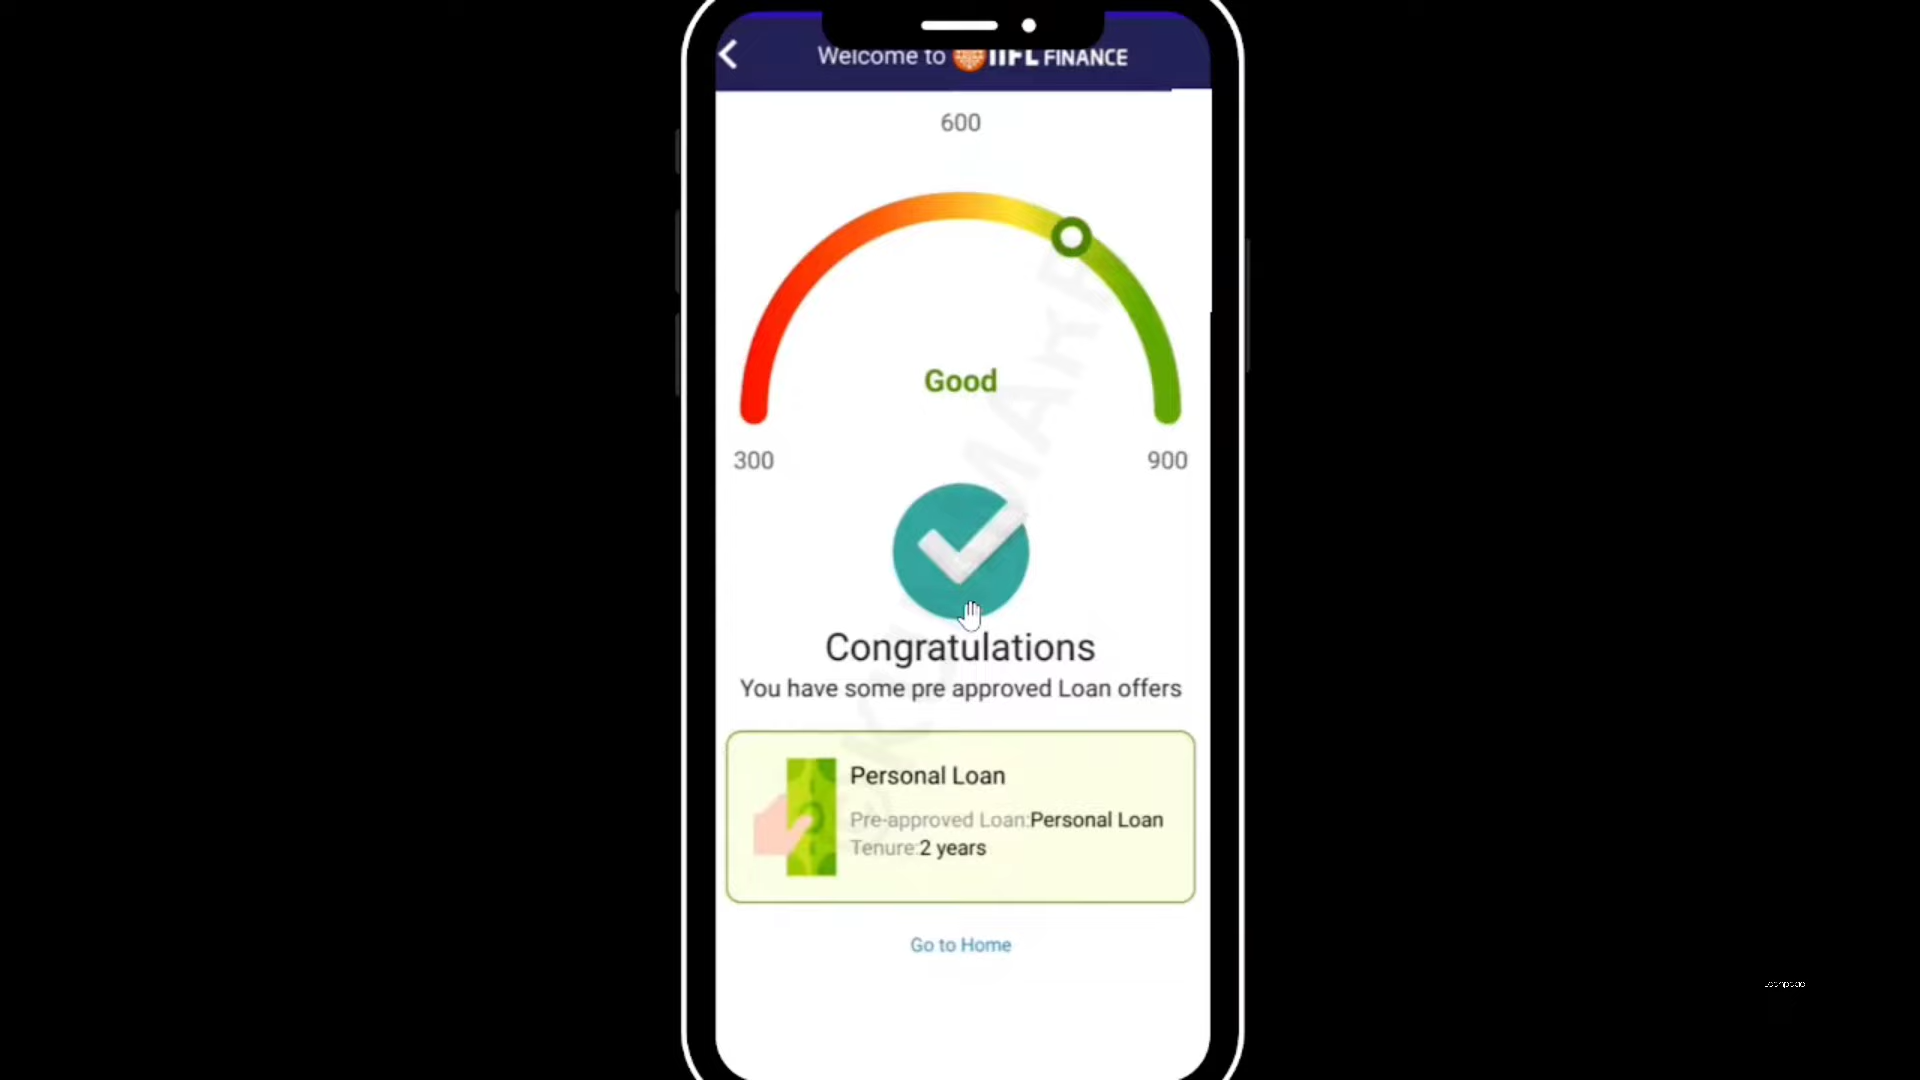 Welcome to IIFL FINANCE
600
Good
300
900
Congratulations
You have some pre approved Loan offers
Personal Loan
Pre-approved Loan:Personal Loan
Tenure:2 years
Go to Home